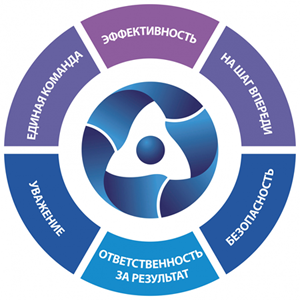 ЭФФЕКТИВНОСТЬ
НА ШАГ ВПЕРЕДИ
БЕЗОПАСНОСТЬ
ОТВЕТСТВЕННОСТЬ
ЗА РЕЗУЛЬТАТ
УВАЖЕНИЕ
ЕДИНАЯ КОМАНДА